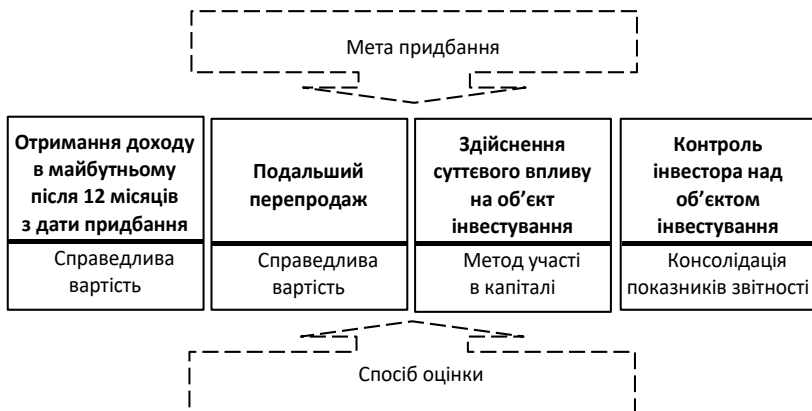 Мета придбання
Отримання доходу
в майбутньому
після 12 місяців
з дати придбання
Справедлива
вартість
Подальший
перепродаж
Справедлива
вартість
Здійснення
суттєвого впливу
на об’єкт
інвестування
Метод участі
в капіталі
Контроль
інвестора над
об’єктом
інвестування
Консолідація
показників звітності
Спосіб оцінки